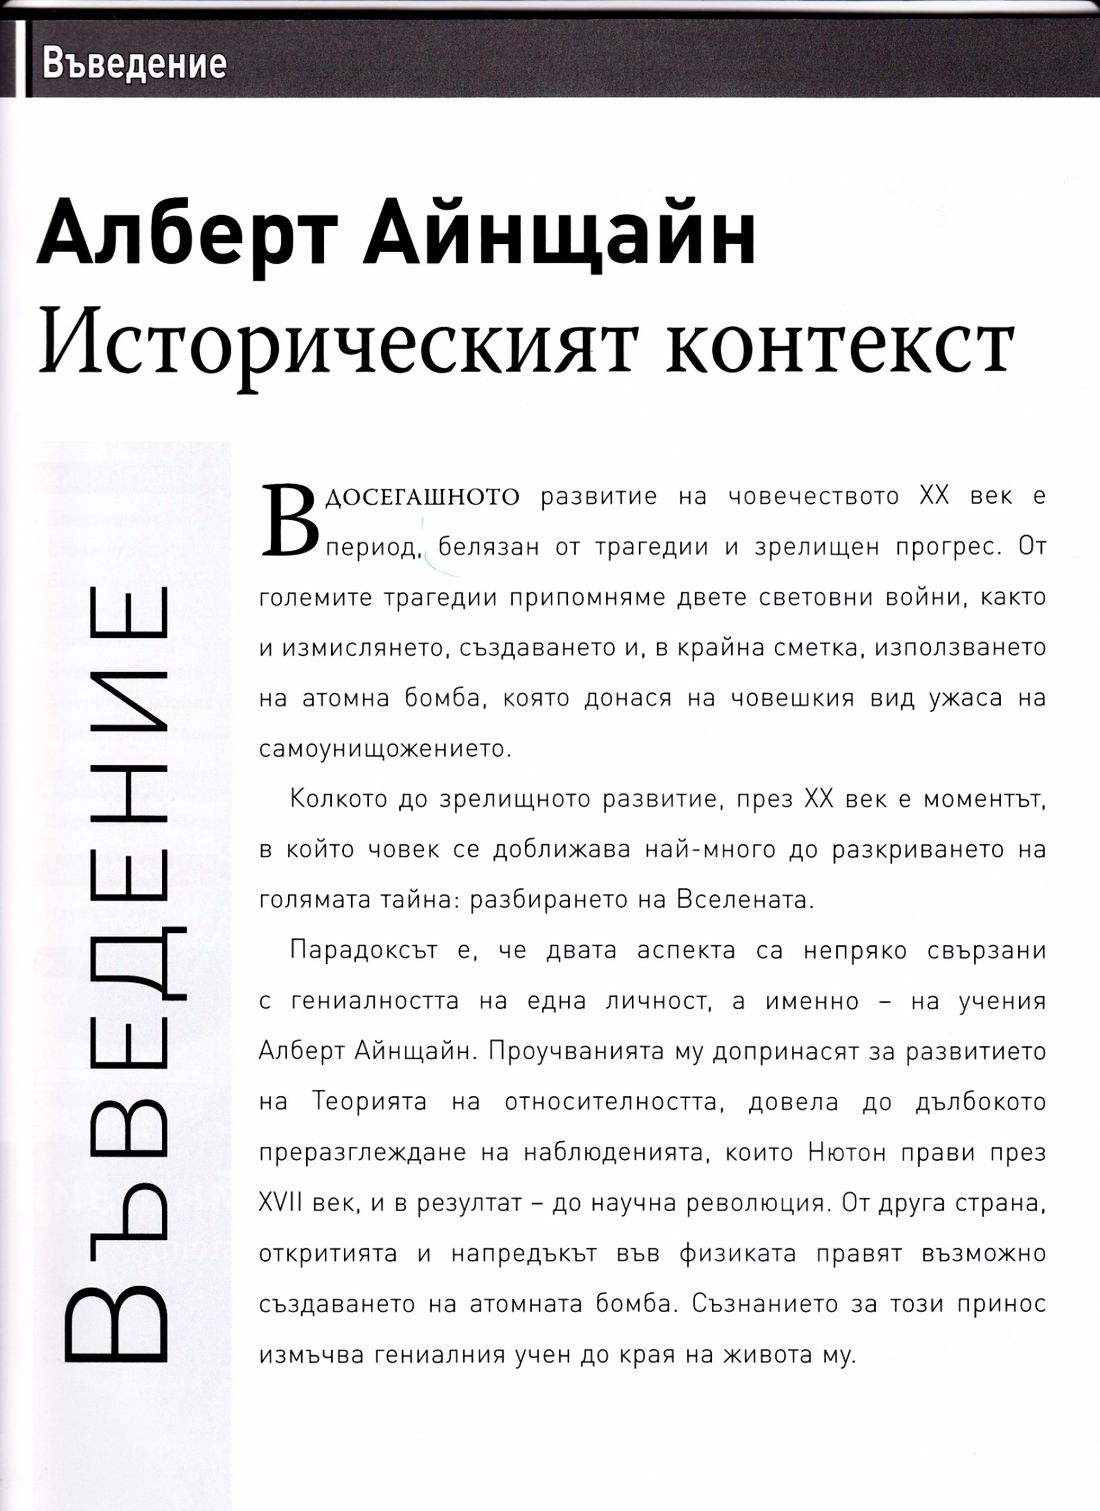 Въведение
Алберт Айнщайн
Историческият контекст
ВЪВЕДЕНИЕ
В ДОСЕГАШНОТО развитие на човечеството XX век е
период, белязан от трагедии и зрелищен прогрес. От
големите трагедии припомняме двете световни войни, както
и измислянето, създаването и, в крайна сметка, използването
на атомна бомба, която донася на човешкия вид ужаса на
самоунищожението.
Колкото до зрелищното развитие, през XX век е моментът,
в който човек се доближава най-много до разкриването на
голямата тайна: разбирането на Вселената.
Парадоксът е, че двата аспекта са непряко свързани
с гениалността на една личност, а именно – на учения
Алберт Айнщайн. Проучванията му допринасят за развитието
на Теорията на относителността, довела до дълбокото
преразглеждане на наблюденията, които Нютон прави през
XVII век, и в резултат – до научна революция. От друга страна,
откритията и напредъкът във физиката правят възможно
създаването на атомната бомба. Съзнанието за този принос
измъчва гениалния учен до края на живота му.